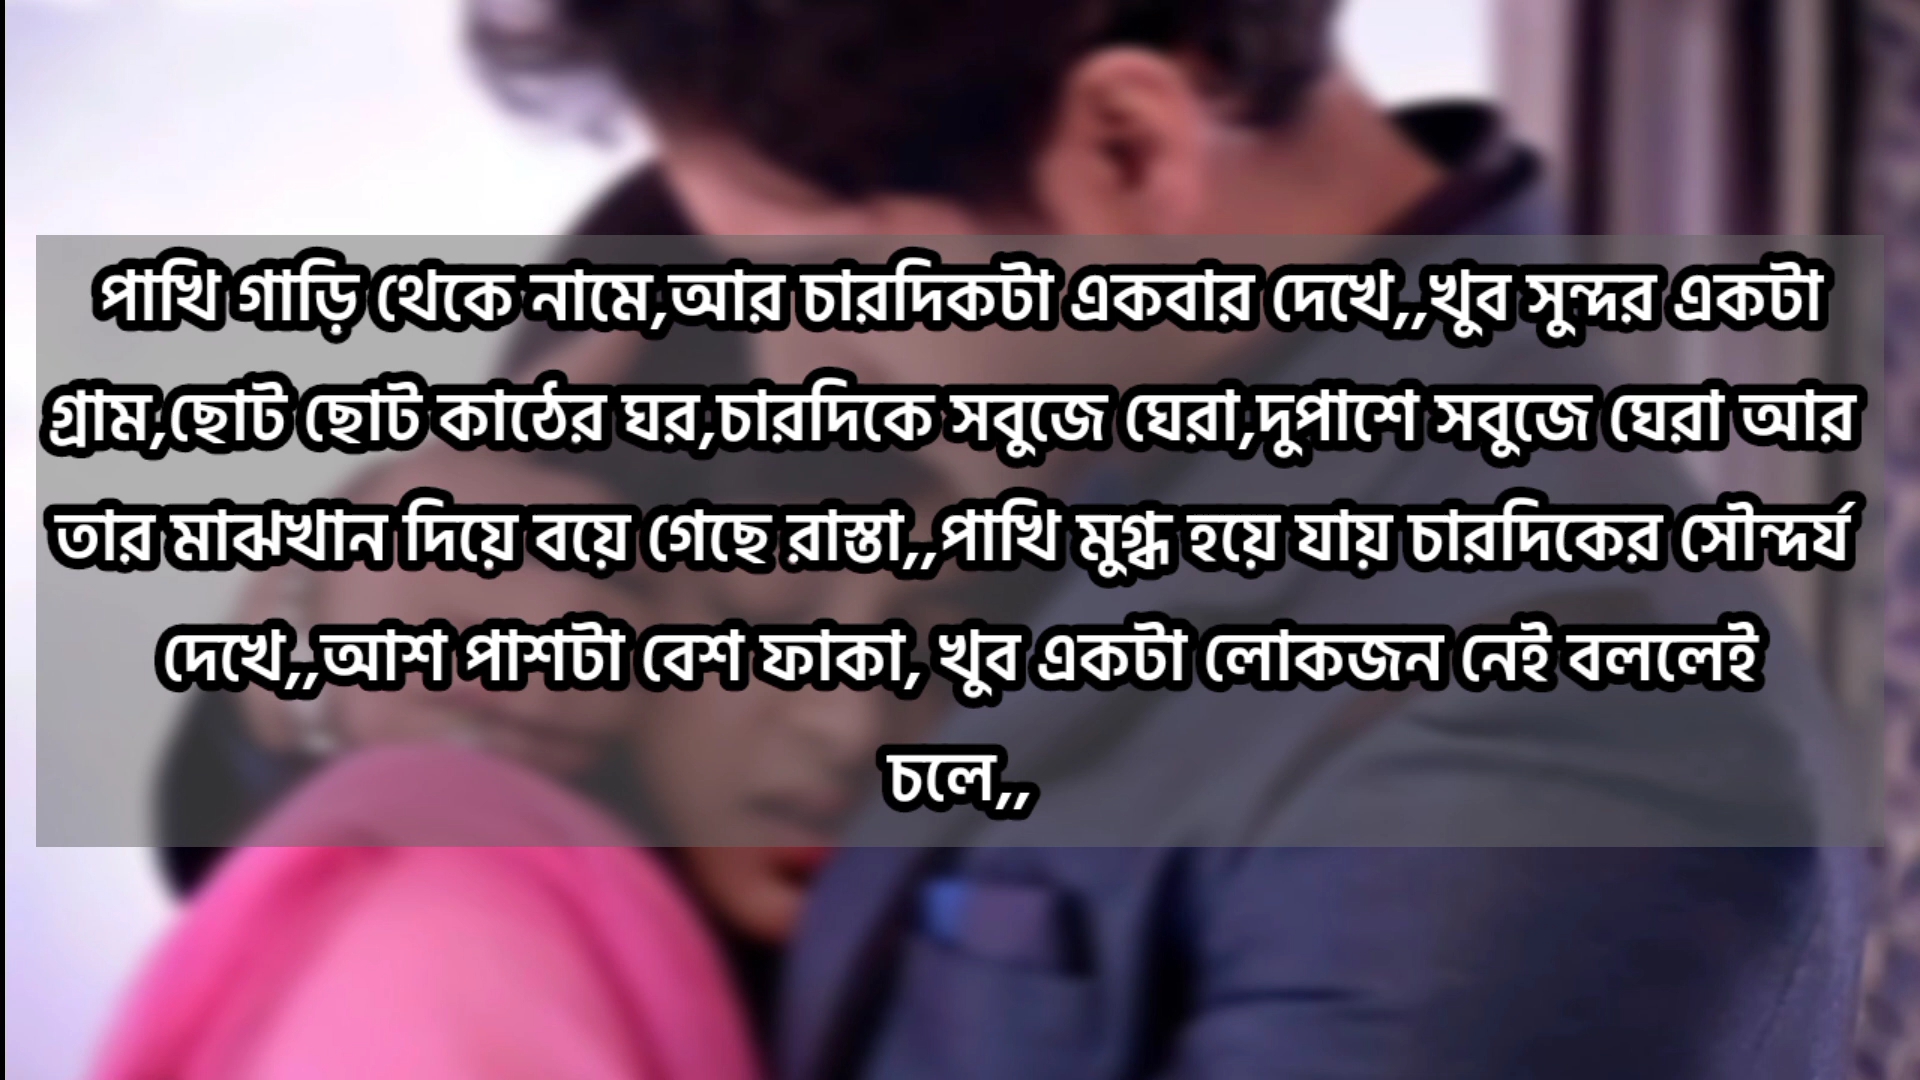 পাখি গাড়ি থেকে নামে,আর চারদিকটা একবার দেখে,,খুব সুন্দর একটা
গ্রাম,ছোট ছোট কাঠের ঘর,চারদিকে সবুজে ঘেরা,দুপাশে সবুজে ঘেরা আর
তার মাঝখান দিয়ে বয়ে গেছে রাস্তা,,পাখি মুগ্ধ হয়ে যায় চারদিকের সৌন্দর্য
দেখে,,আশ পাশটা বেশ ফাকা, খুব একটা লোকজন নেই বললেই
চলে,,